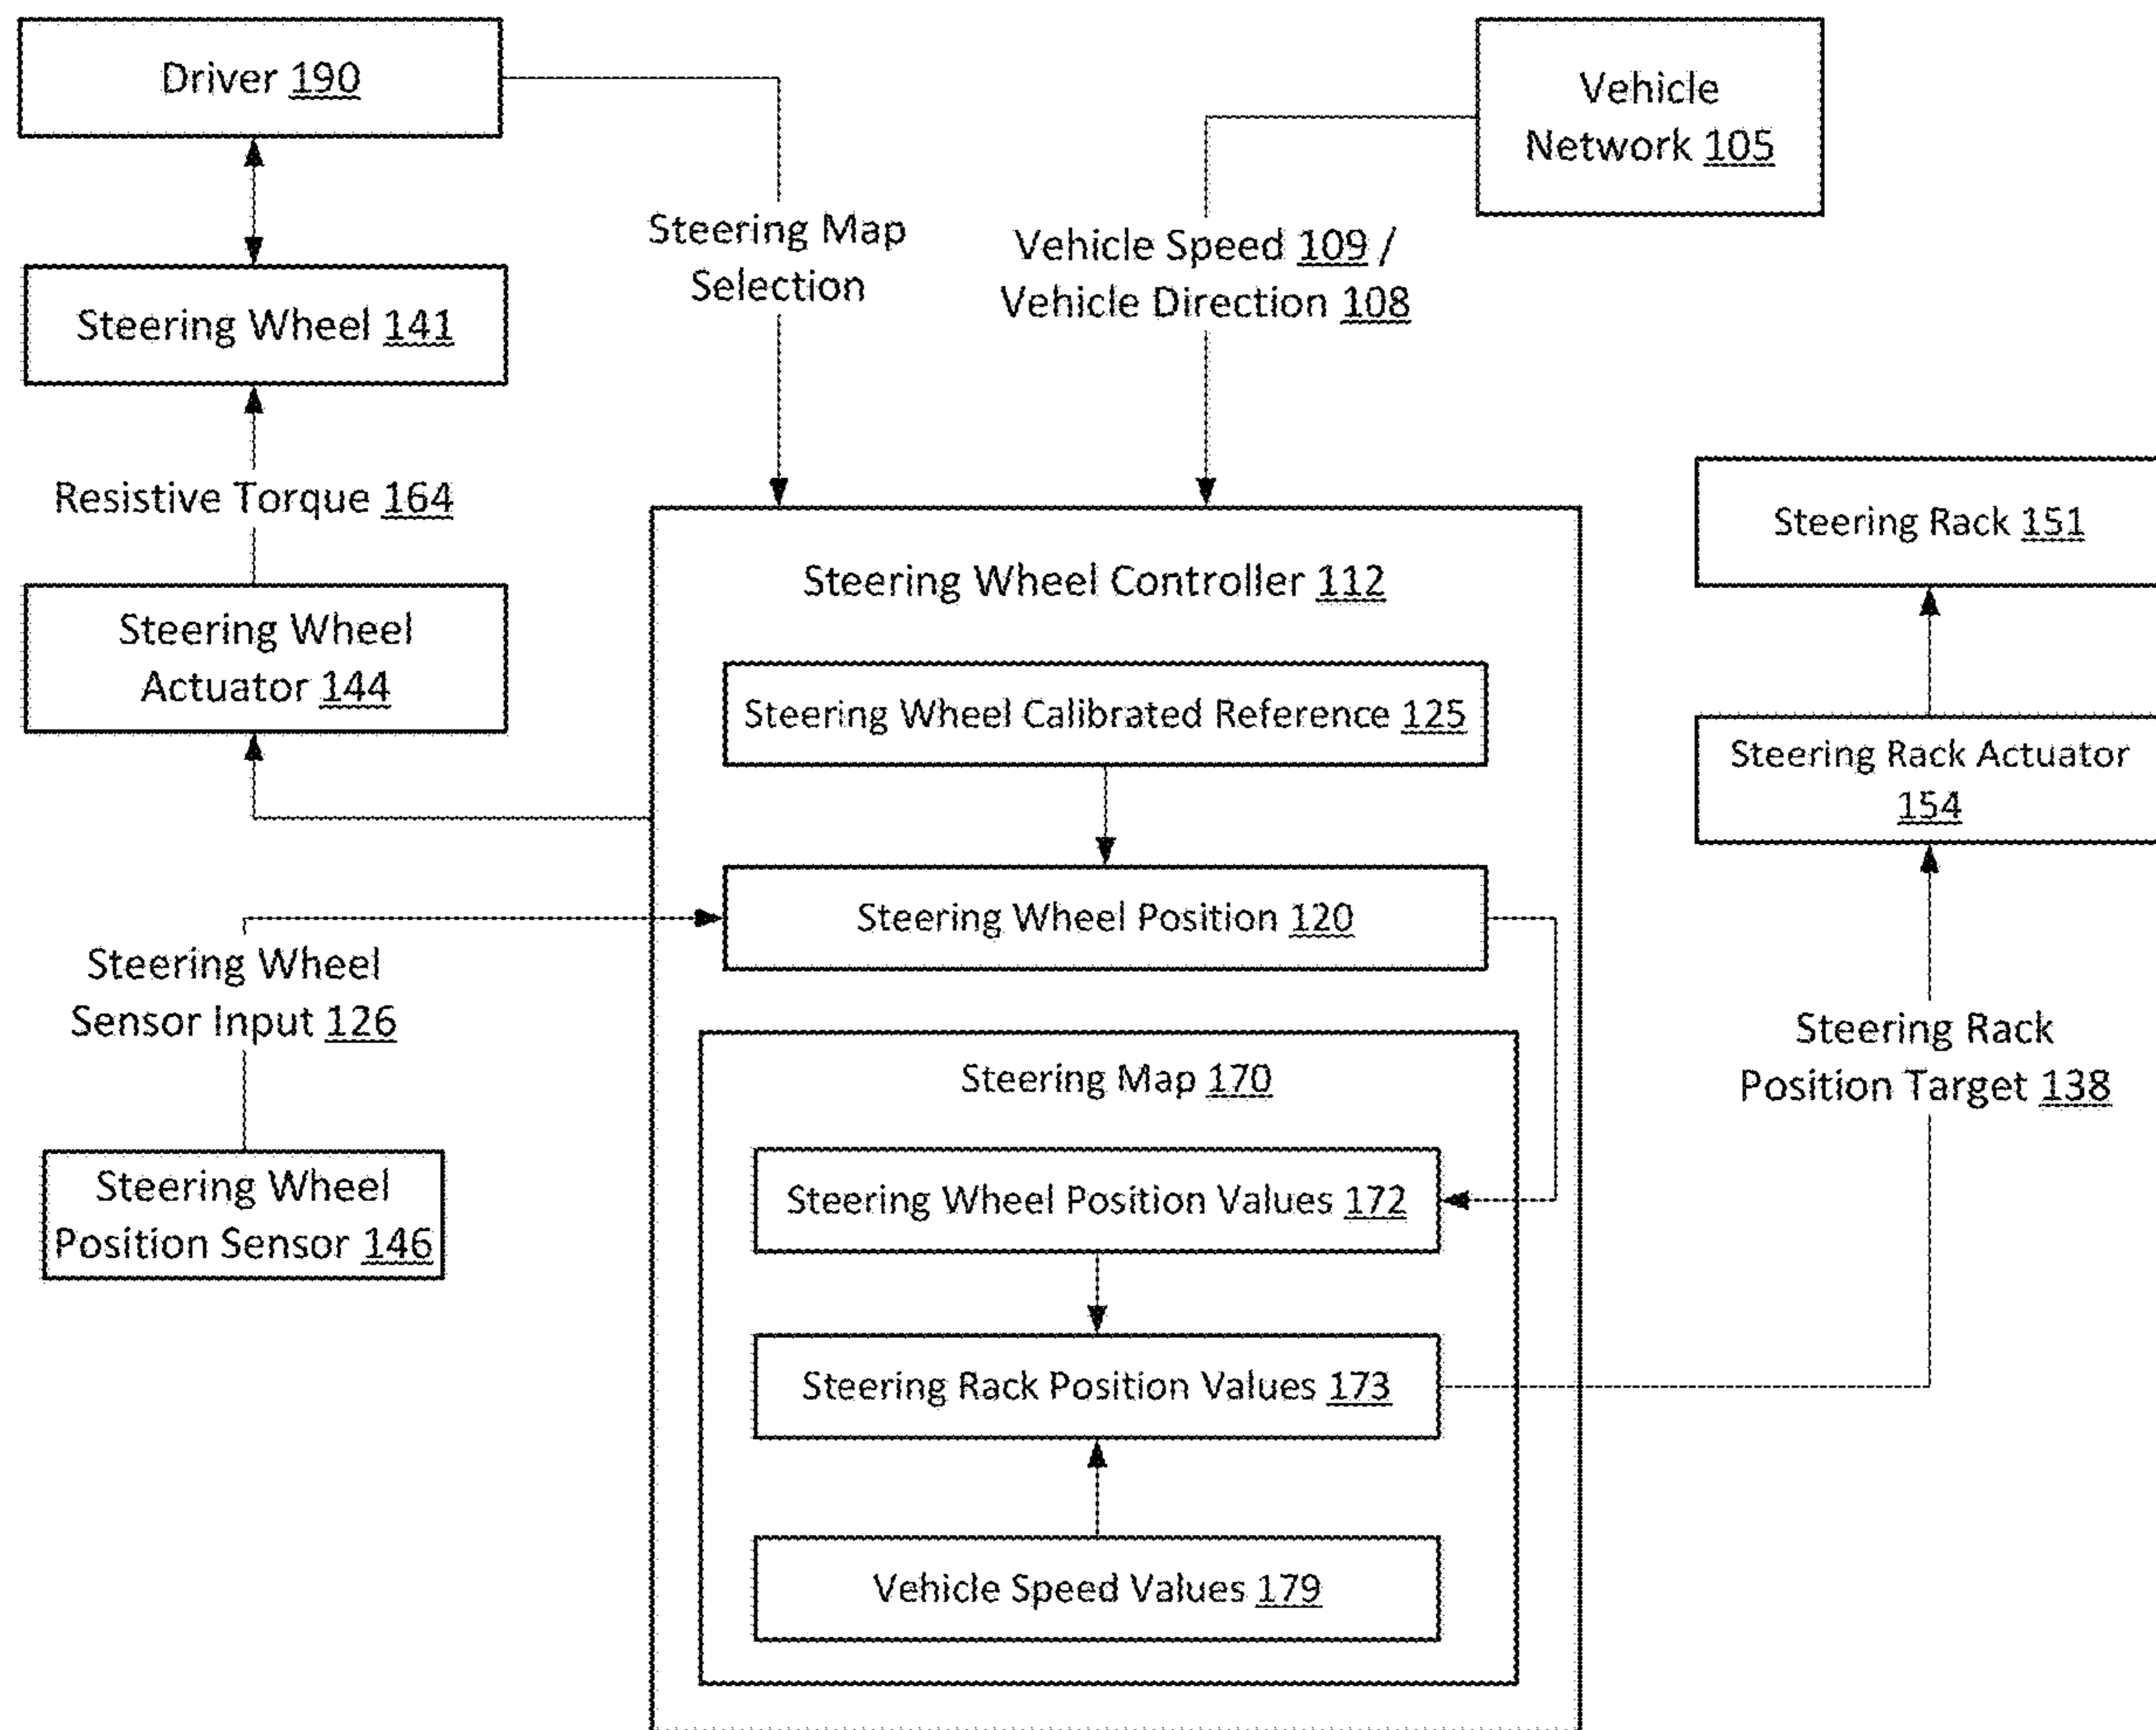 Driver 190
Vehicle
Network 105
Steering Map
Selection
Vehicle Speed 109 /
Vehicle Direction 108
Steering Wheel 141
Resistive Torque 164
Steering Wheel
Actuator 144
Steering Wheel Controller 112
Steering Wheel Calibrated Reference 125
Steering Wheel Position 120
Steering Wheel
Sensor Input 126
Steering Wheel
Position Sensor 146
Steering Map 170
Steering Wheel Position Values 172
Steering Rack Position Values 173
Vehicle Speed Values 179
Steering Rack 151
Steering Rack Actuator
154
Steering Rack
Position Target 138